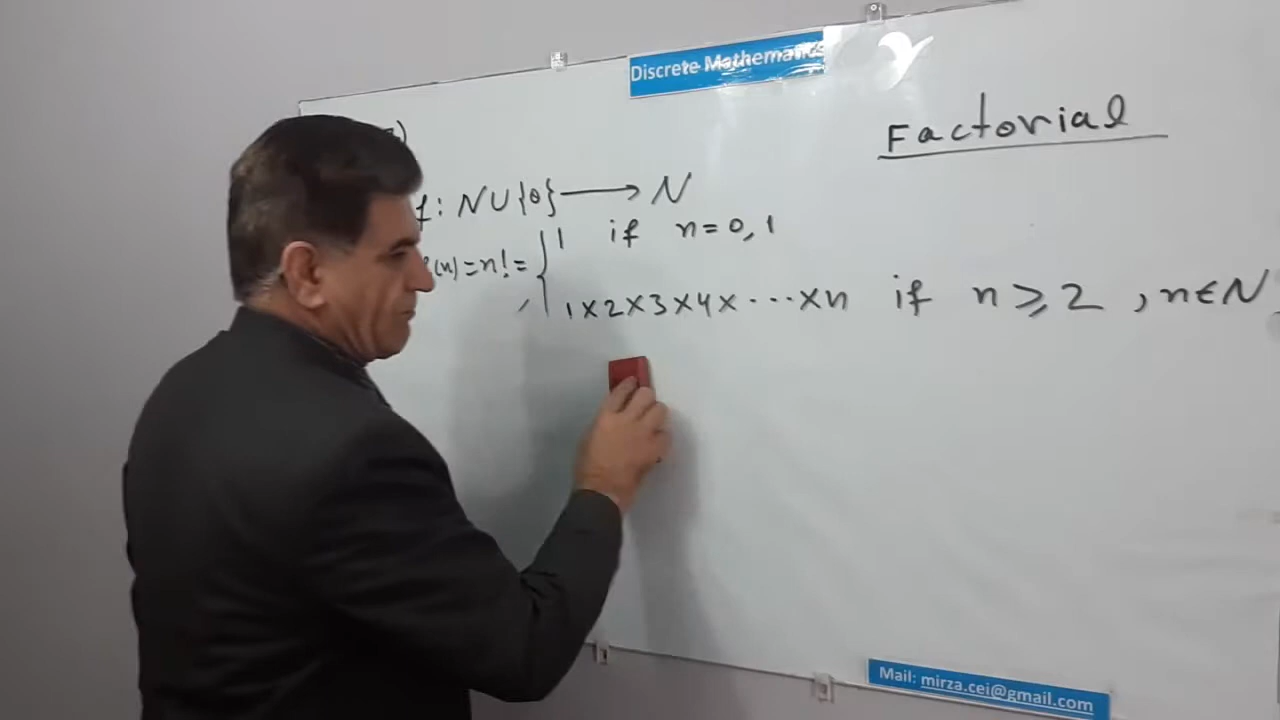 Discrete Mathematics
Factorial
f: N∪{0} ⟶ N
(n)=n!= { 1 if n=0,1
1×2×3×4×···×n if n⩾2 , n∈N
Mail: mirza.cei@gmail.com